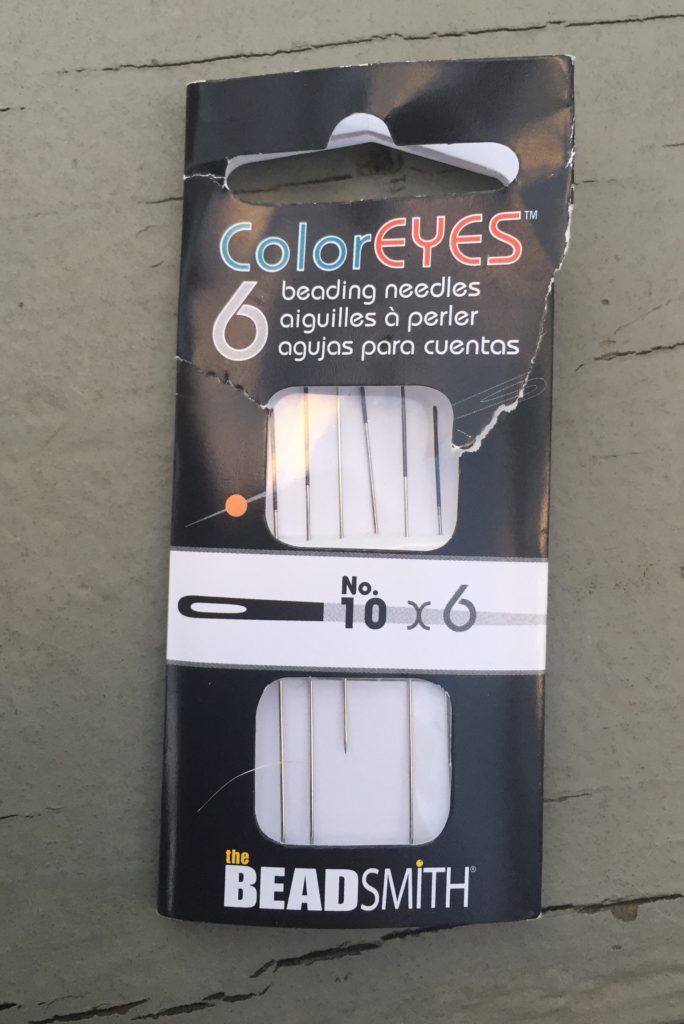 ColorEYES™
6 beading needles
aiguilles à perler
agujas para cuentas
No.
10 x 6
the
BEADSMITH®